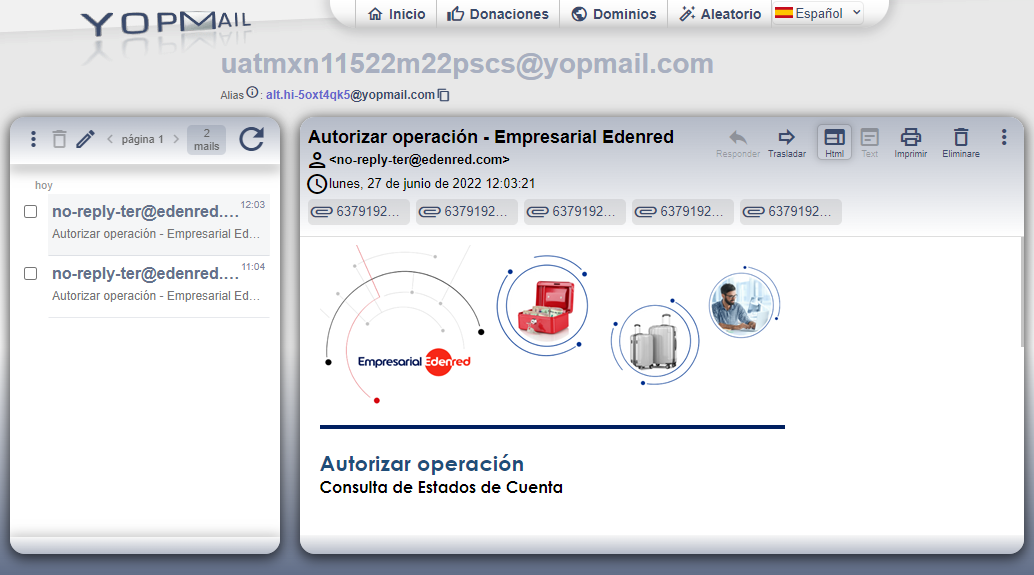 YOPMAIL
Inicio
Donaciones
Dominios
Aleatorio
Español
uatmxn11522m22pscs@yopmail.com
Alias : alt.hi-5oxt4qk5@yopmail.com
página 1
2
mails
hoy
no-reply-ter@edenred.… 12:03
Autorizar operación - Empresarial Ed…
no-reply-ter@edenred.… 11:04
Autorizar operación - Empresarial Ed…
Autorizar operación - Empresarial Edenred
<no-reply-ter@edenred.com>
lunes, 27 de junio de 2022 12:03:21
Responder
Trasladar
Html
Text
Imprimir
Eliminare
6379192…
6379192…
6379192…
6379192…
6379192…
Empresarial Edenred
Autorizar operación
Consulta de Estados de Cuenta